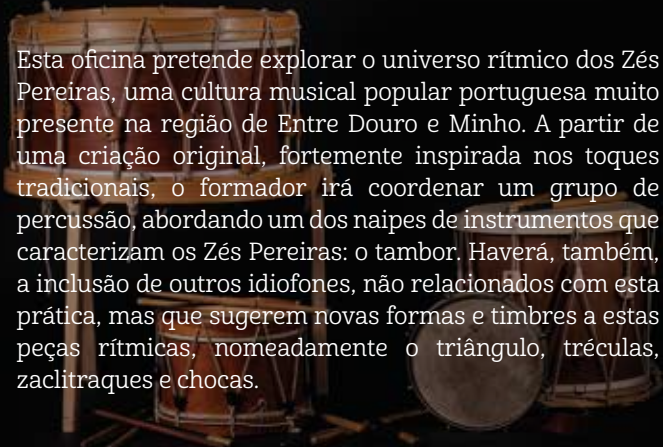 Esta oficina pretende explorar o universo rítmico dos Zés
Pereiras, uma cultura musical popular portuguesa muito
presente na região de Entre Douro e Minho. A partir de
uma criação original, fortemente inspirada nos toques
tradicionais, o formador irá coordenar um grupo de
percussão, abordando um dos naipes de instrumentos que
caracterizam os Zés Pereiras: o tambor. Haverá, também,
a inclusão de outros idiofones, não relacionados com esta
prática, mas que sugerem novas formas e timbres a estas
peças rítmicas, nomeadamente o triângulo, tréculas,
zaclitraques e chocas.